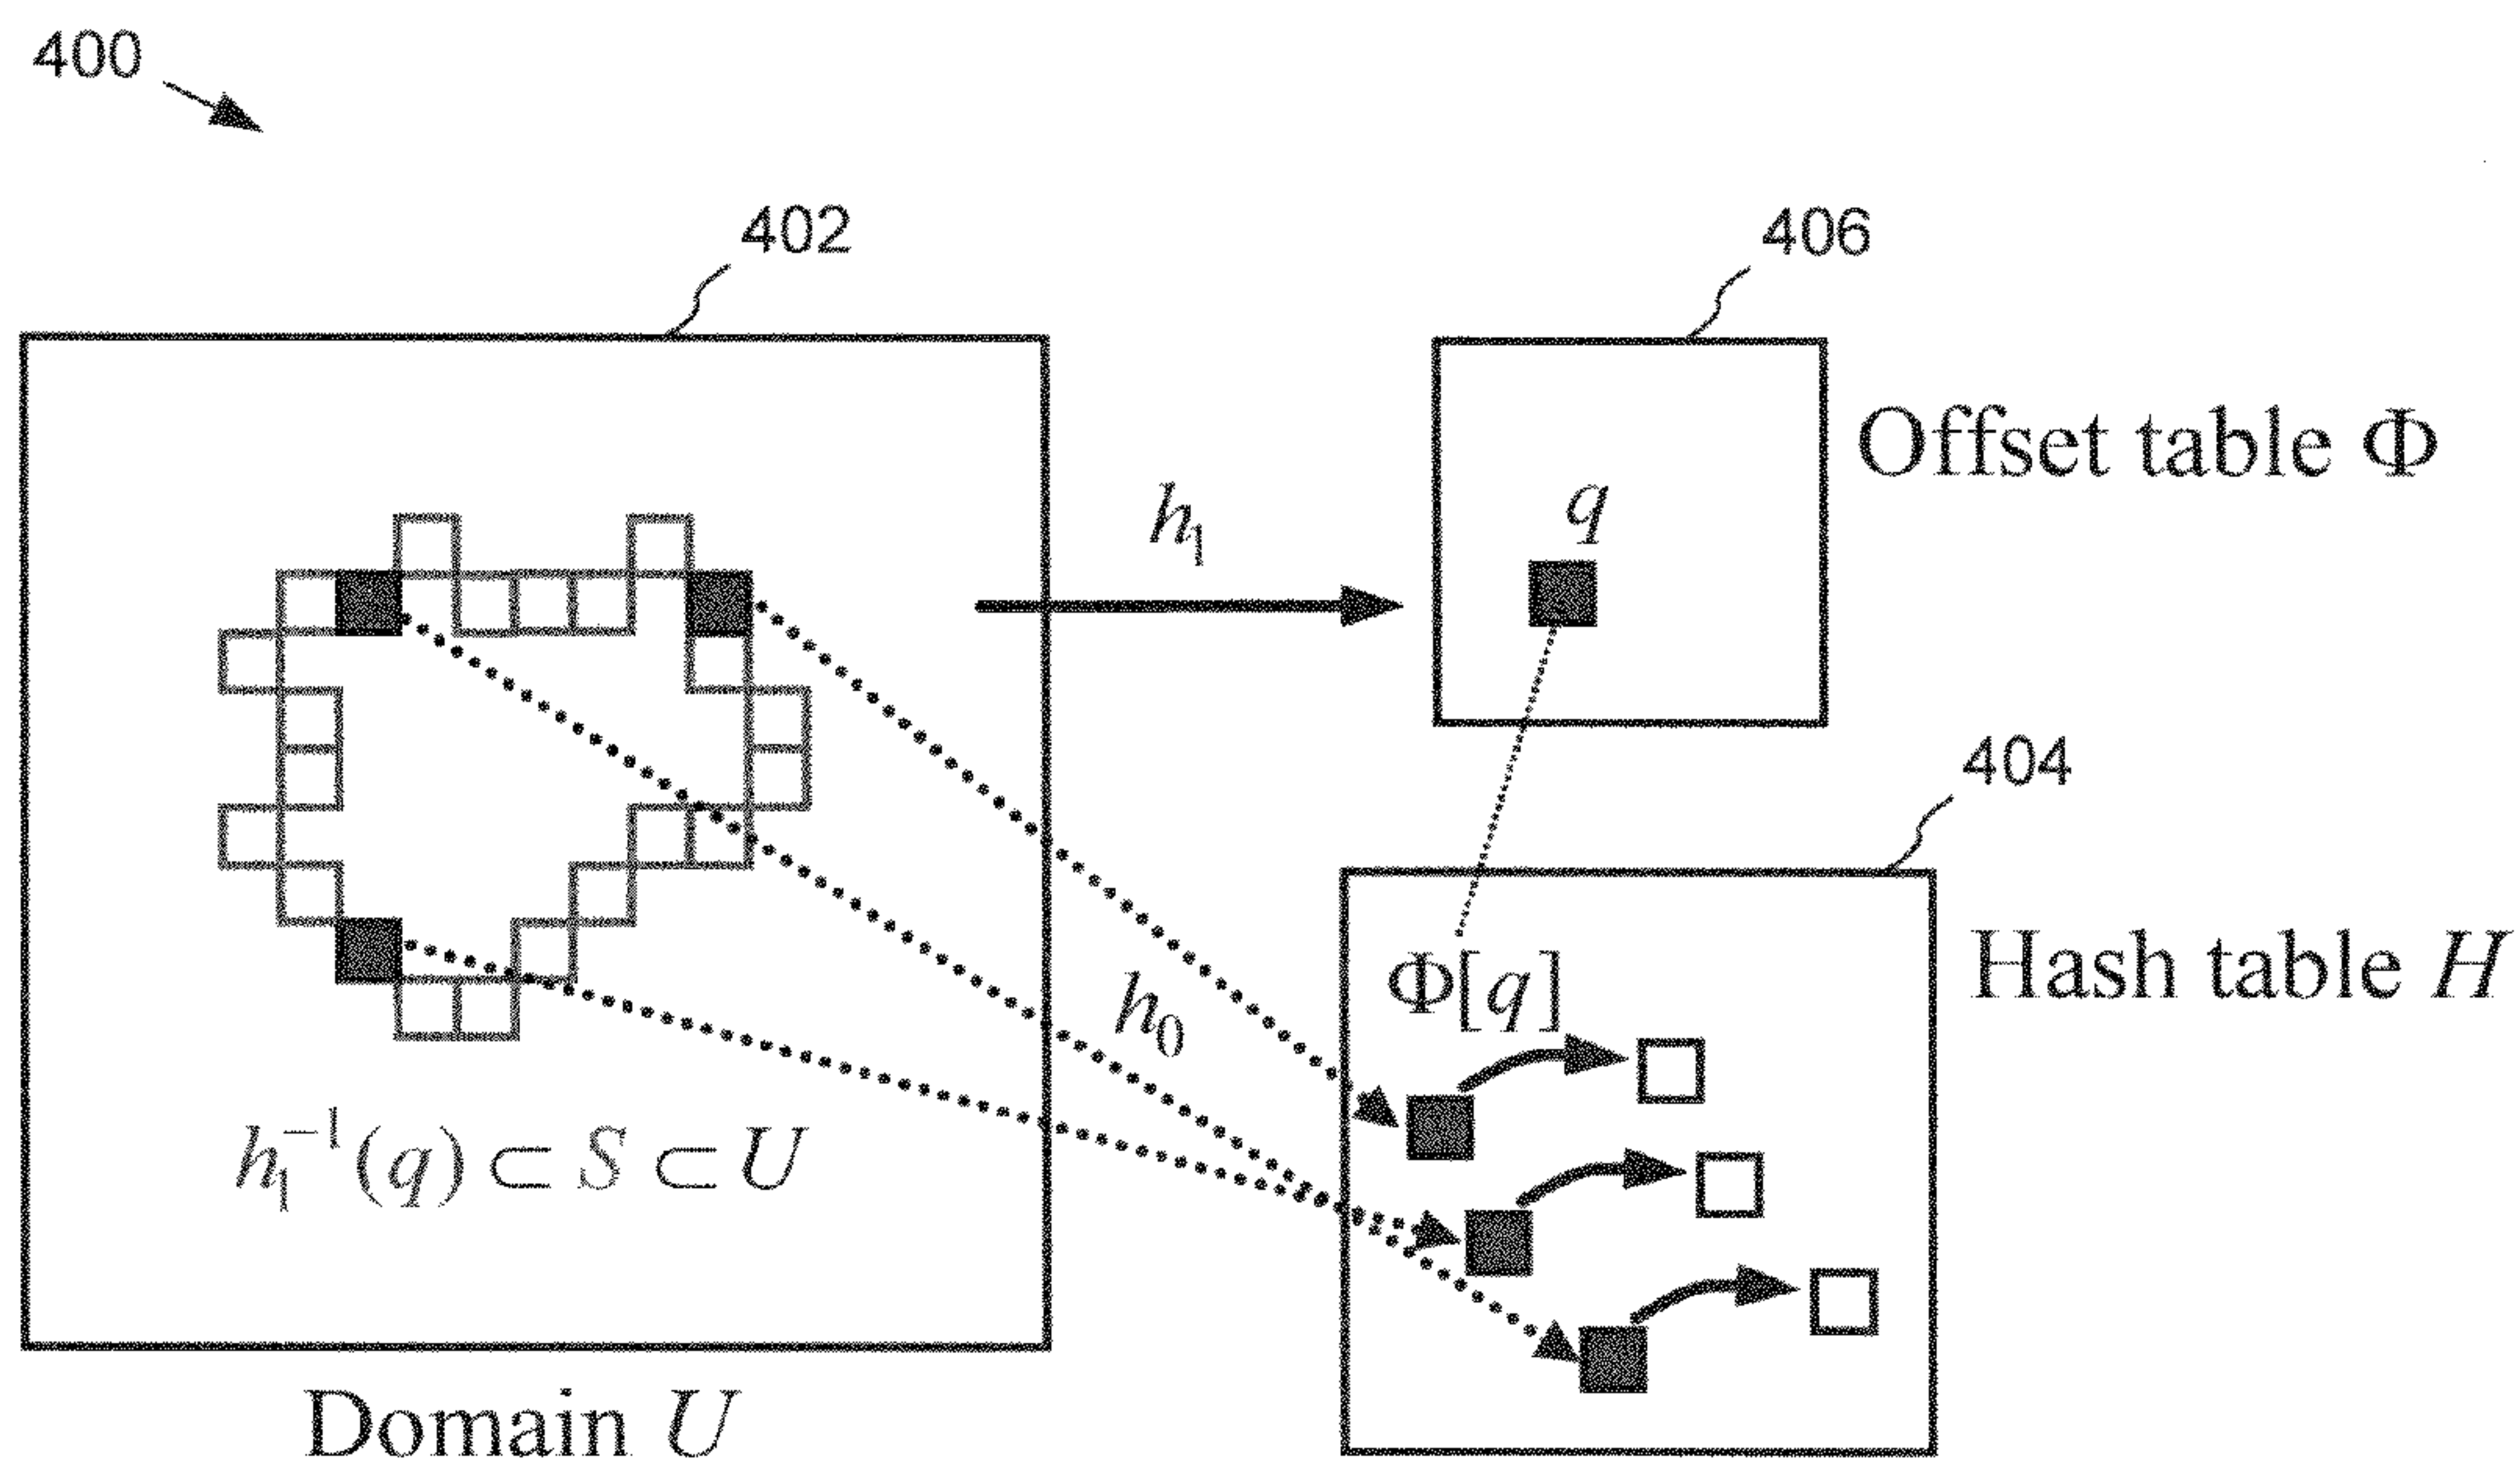 400
402
406
Offset table Φ
q
h₁
404
Hash table H
Φ[q]
h₀
h₁⁻¹(q) ⊂ S ⊂ U
Domain U